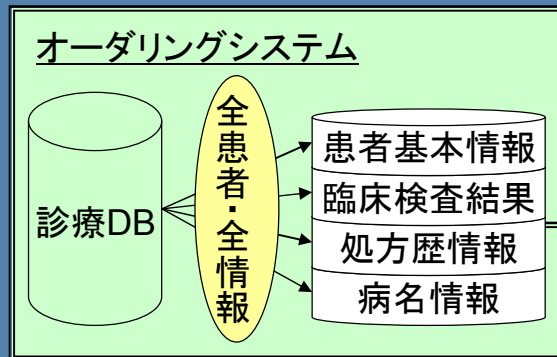 オーダリングシステム
診療DB
全患者・全情報
患者基本情報
臨床検査結果
処方歴情報
病名情報